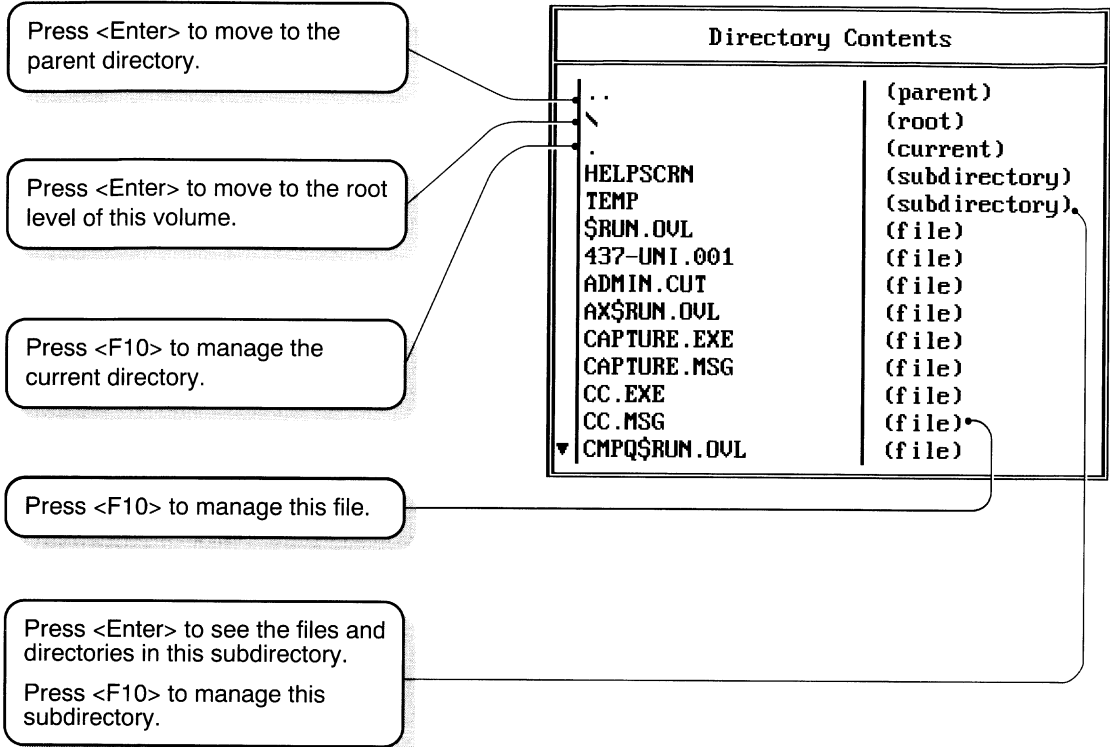 Press <Enter> to move to the
parent directory.
Press <Enter> to move to the root
level of this volume.
Press <F10> to manage the
current directory.
Press <F10> to manage this file.
Press <Enter> to see the files and
directories in this subdirectory.
Press <F10> to manage this
subdirectory.
Directory Contents
.. (parent)
\ (root)
. (current)
HELPSCRN (subdirectory)
TEMP (subdirectory)
$RUN.OVL (file)
437-UNI.001 (file)
ADMIN.CUT (file)
AX$RUN.OVL (file)
CAPTURE.EXE (file)
CAPTURE.MSG (file)
CC.EXE (file)
CC.MSG (file)
▼ CMPQ$RUN.OVL (file)